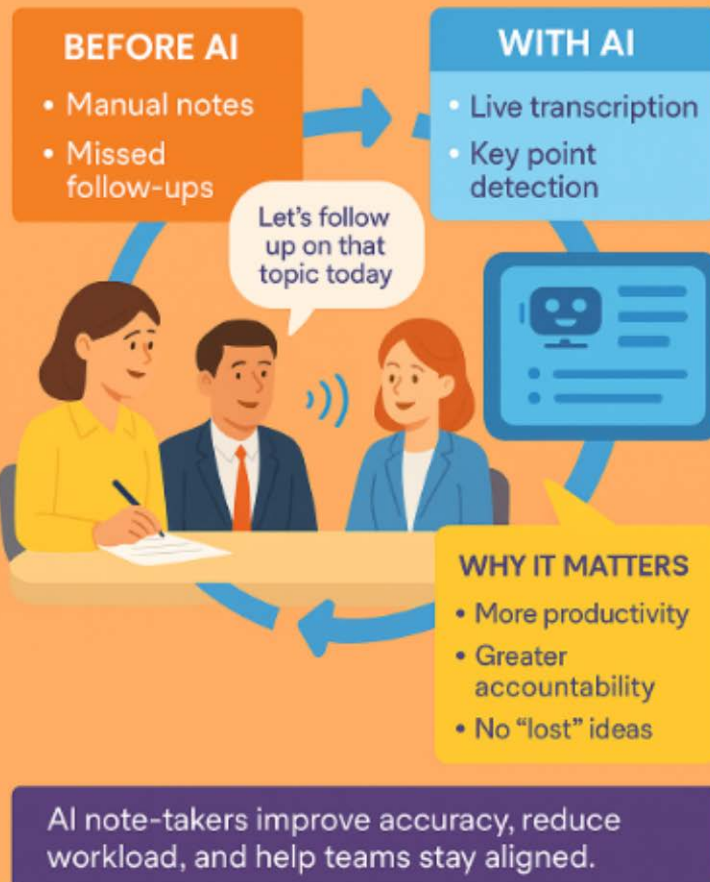 BEFORE AI
• Manual notes
• Missed
follow-ups
WITH AI
• Live transcription
• Key point
detection
Let's follow
up on that
topic today
WHY IT MATTERS
• More productivity
• Greater
accountability
• No “lost” ideas
AI note-takers improve accuracy, reduce
workload, and help teams stay aligned.